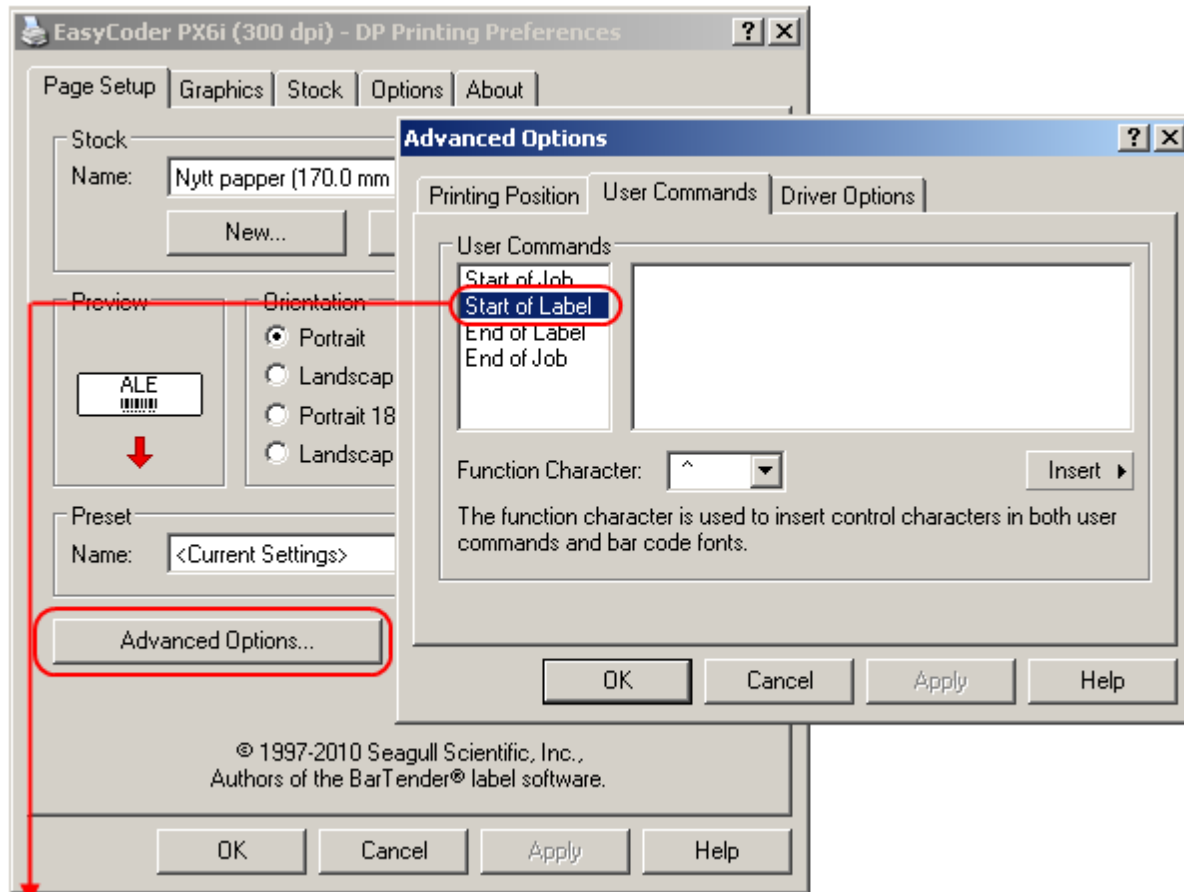 EasyCoder PX6i (300 dpi) - DP Printing Preferences
Page Setup Graphics Stock Options About
Stock
Name: Nytt papper (170.0 mm
New...
Preview
ALE
Orientation
Portrait
Landscap
Portrait 18
Landscap
Preset
Name: <Current Settings>
Advanced Options...
© 1997-2010 Seagull Scientific, Inc.,
Authors of the BarTender® label software.
OK Cancel Apply Help
Advanced Options
Printing Position User Commands Driver Options
User Commands
Start of Job
Start of Label
End of Label
End of Job
Function Character: ^ Insert
The function character is used to insert control characters in both user
commands and bar code fonts.
OK Cancel Apply Help